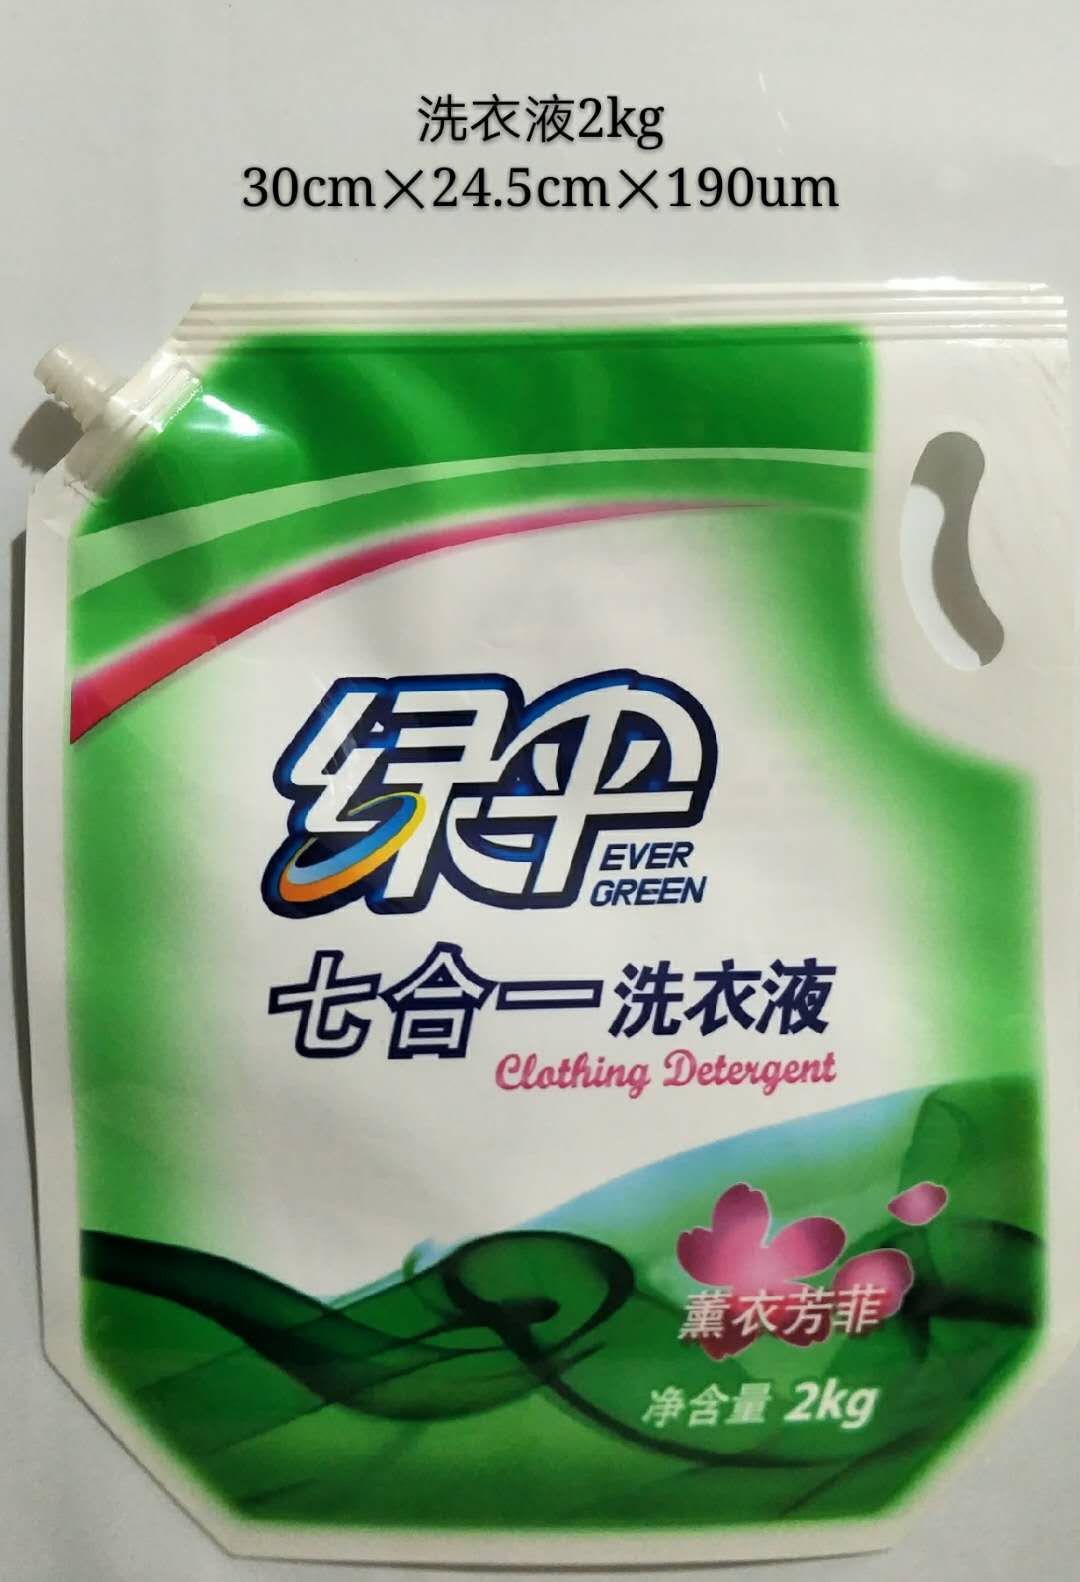 洗衣液2kg
30cm×24.5cm×190um
绿伞
EVER
GREEN
七合一洗衣液
Clothing Detergent
薰衣芳菲
净含量 2kg